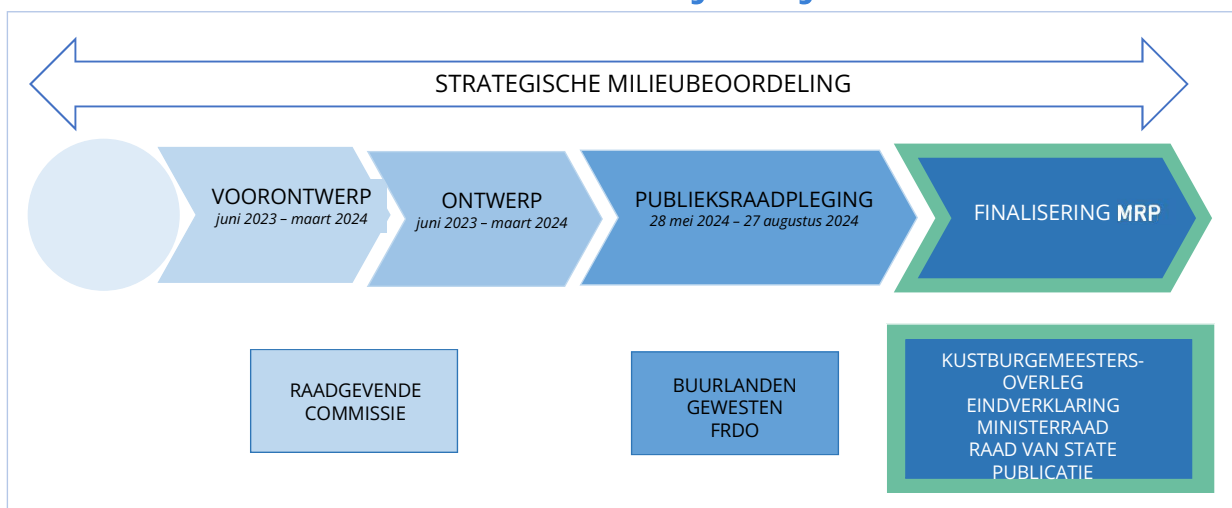 STRATEGISCHE MILIEUBEOORDELING
VOORONTWERP
juni 2023 – maart 2024
ONTWERP
juni 2023 – maart 2024
PUBLIEKSRAADPLEGING
28 mei 2024 – 27 augustus 2024
FINALISERING MRP
RAADGEVENDE
COMMISSIE
BUURLANDEN
GEWESTEN
FRDO
KUSTBURGEMEESTERS-
OVERLEG
EINDVERKLARING
MINISTERRAAD
RAAD VAN STATE
PUBLICATIE